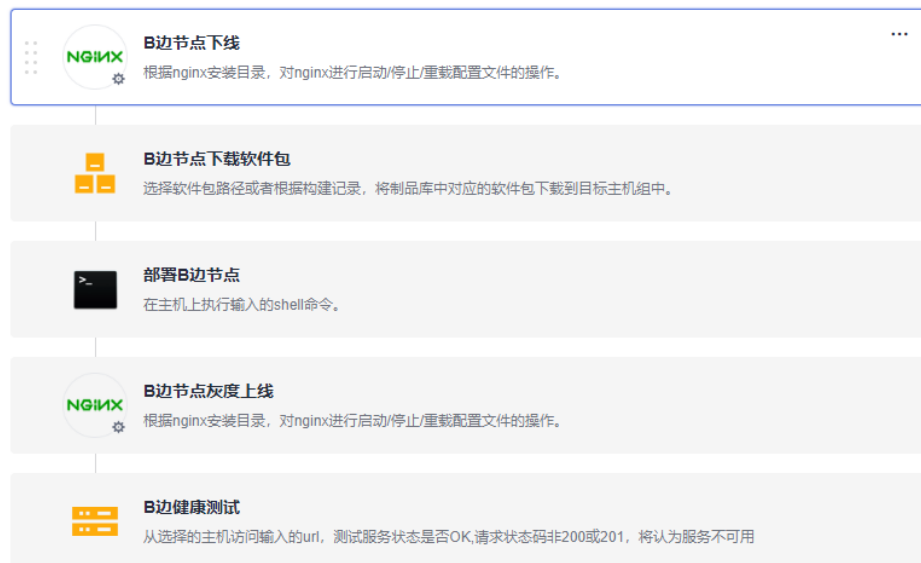 NGiNX
B边节点下线
...
根据nginx安装目录，对nginx进行启动/停止/重载配置文件的操作。
B边节点下载软件包
选择软件包路径或者根据构建记录，将制品库中对应的软件包下载到目标主机组中。
>_
部署B边节点
在主机上执行输入的shell命令。
NGiNX
B边节点灰度上线
根据nginx安装目录，对nginx进行启动/停止/重载配置文件的操作。
B边健康测试
从选择的主机访问输入的url，测试服务状态是否OK,请求状态码非200或201，将认为服务不可用